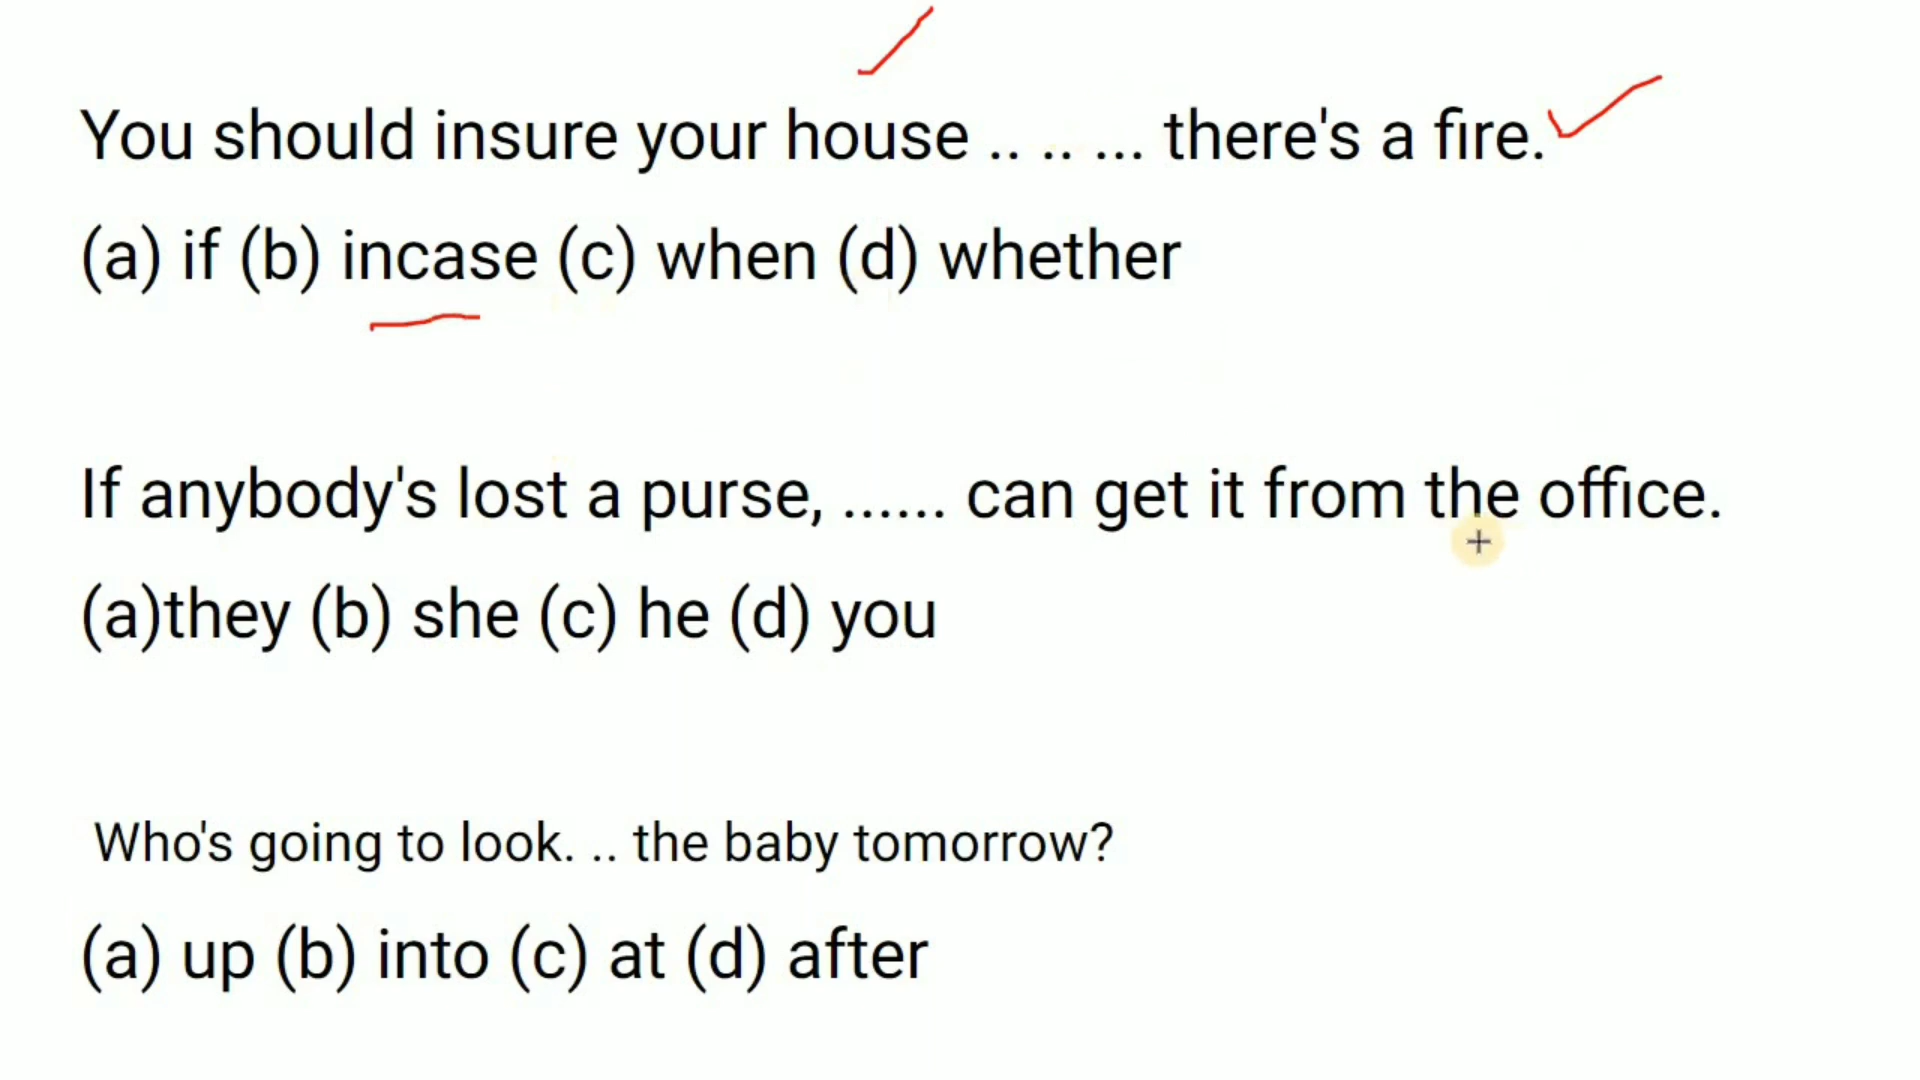 You should insure your house .. .. ... there's a fire.
(a) if (b) incase (c) when (d) whether
If anybody's lost a purse, ...... can get it from the office.
(a)they (b) she (c) he (d) you
Who's going to look. .. the baby tomorrow?
(a) up (b) into (c) at (d) after